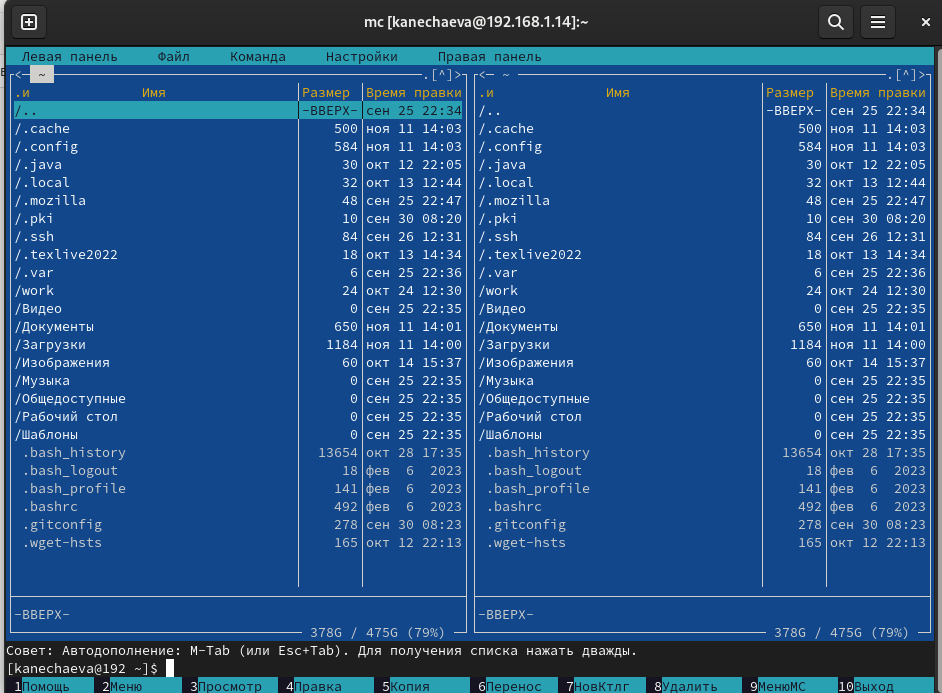 mc [kanechaeva@192.168.1.14]:~
Левая панель Файл Команда Настройки Правая панель
<─ ~ ─.[^]>┐ <─ ~ ─.[^]>┐
.и Имя Размер Время правки .и Имя Размер Время правки
/.. -ВВЕРХ- сен 25 22:34 /.. -ВВЕРХ- сен 25 22:34
/.cache 500 ноя 11 14:03 /.cache 500 ноя 11 14:03
/.config 584 ноя 11 14:03 /.config 584 ноя 11 14:03
/.java 30 окт 12 22:05 /.java 30 окт 12 22:05
/.local 32 окт 13 12:44 /.local 32 окт 13 12:44
/.mozilla 48 сен 25 22:47 /.mozilla 48 сен 25 22:47
/.pki 10 сен 30 08:20 /.pki 10 сен 30 08:20
/.ssh 84 сен 26 12:31 /.ssh 84 сен 26 12:31
/.texlive2022 18 окт 13 14:34 /.texlive2022 18 окт 13 14:34
/.var 6 сен 25 22:36 /.var 6 сен 25 22:36
/work 24 окт 24 12:30 /work 24 окт 24 12:30
/Видео 0 сен 25 22:35 /Видео 0 сен 25 22:35
/Документы 650 ноя 11 14:01 /Документы 650 ноя 11 14:01
/Загрузки 1184 ноя 11 14:00 /Загрузки 1184 ноя 11 14:00
/Изображения 60 окт 14 15:37 /Изображения 60 окт 14 15:37
/Музыка 0 сен 25 22:35 /Музыка 0 сен 25 22:35
/Общедоступные 0 сен 25 22:35 /Общедоступные 0 сен 25 22:35
/Рабочий стол 0 сен 25 22:35 /Рабочий стол 0 сен 25 22:35
/Шаблоны 0 сен 25 22:35 /Шаблоны 0 сен 25 22:35
.bash_history 13654 окт 28 17:35 .bash_history 13654 окт 28 17:35
.bash_logout 18 фев 6 2023 .bash_logout 18 фев 6 2023
.bash_profile 141 фев 6 2023 .bash_profile 141 фев 6 2023
.bashrc 492 фев 6 2023 .bashrc 492 фев 6 2023
.gitconfig 278 сен 30 08:23 .gitconfig 278 сен 30 08:23
.wget-hsts 165 окт 12 22:13 .wget-hsts 165 окт 12 22:13
-ВВЕРХ- -ВВЕРХ-
378G / 475G (79%) 378G / 475G (79%)
Совет: Автодополнение: M-Tab (или Esc+Tab). Для получения списка нажать дважды.
[kanechaeva@192 ~]$
1Помощь 2Меню 3Просмотр 4Правка 5Копия 6Перенос 7НовКтлг 8Удалить 9МенюMC 10Выход